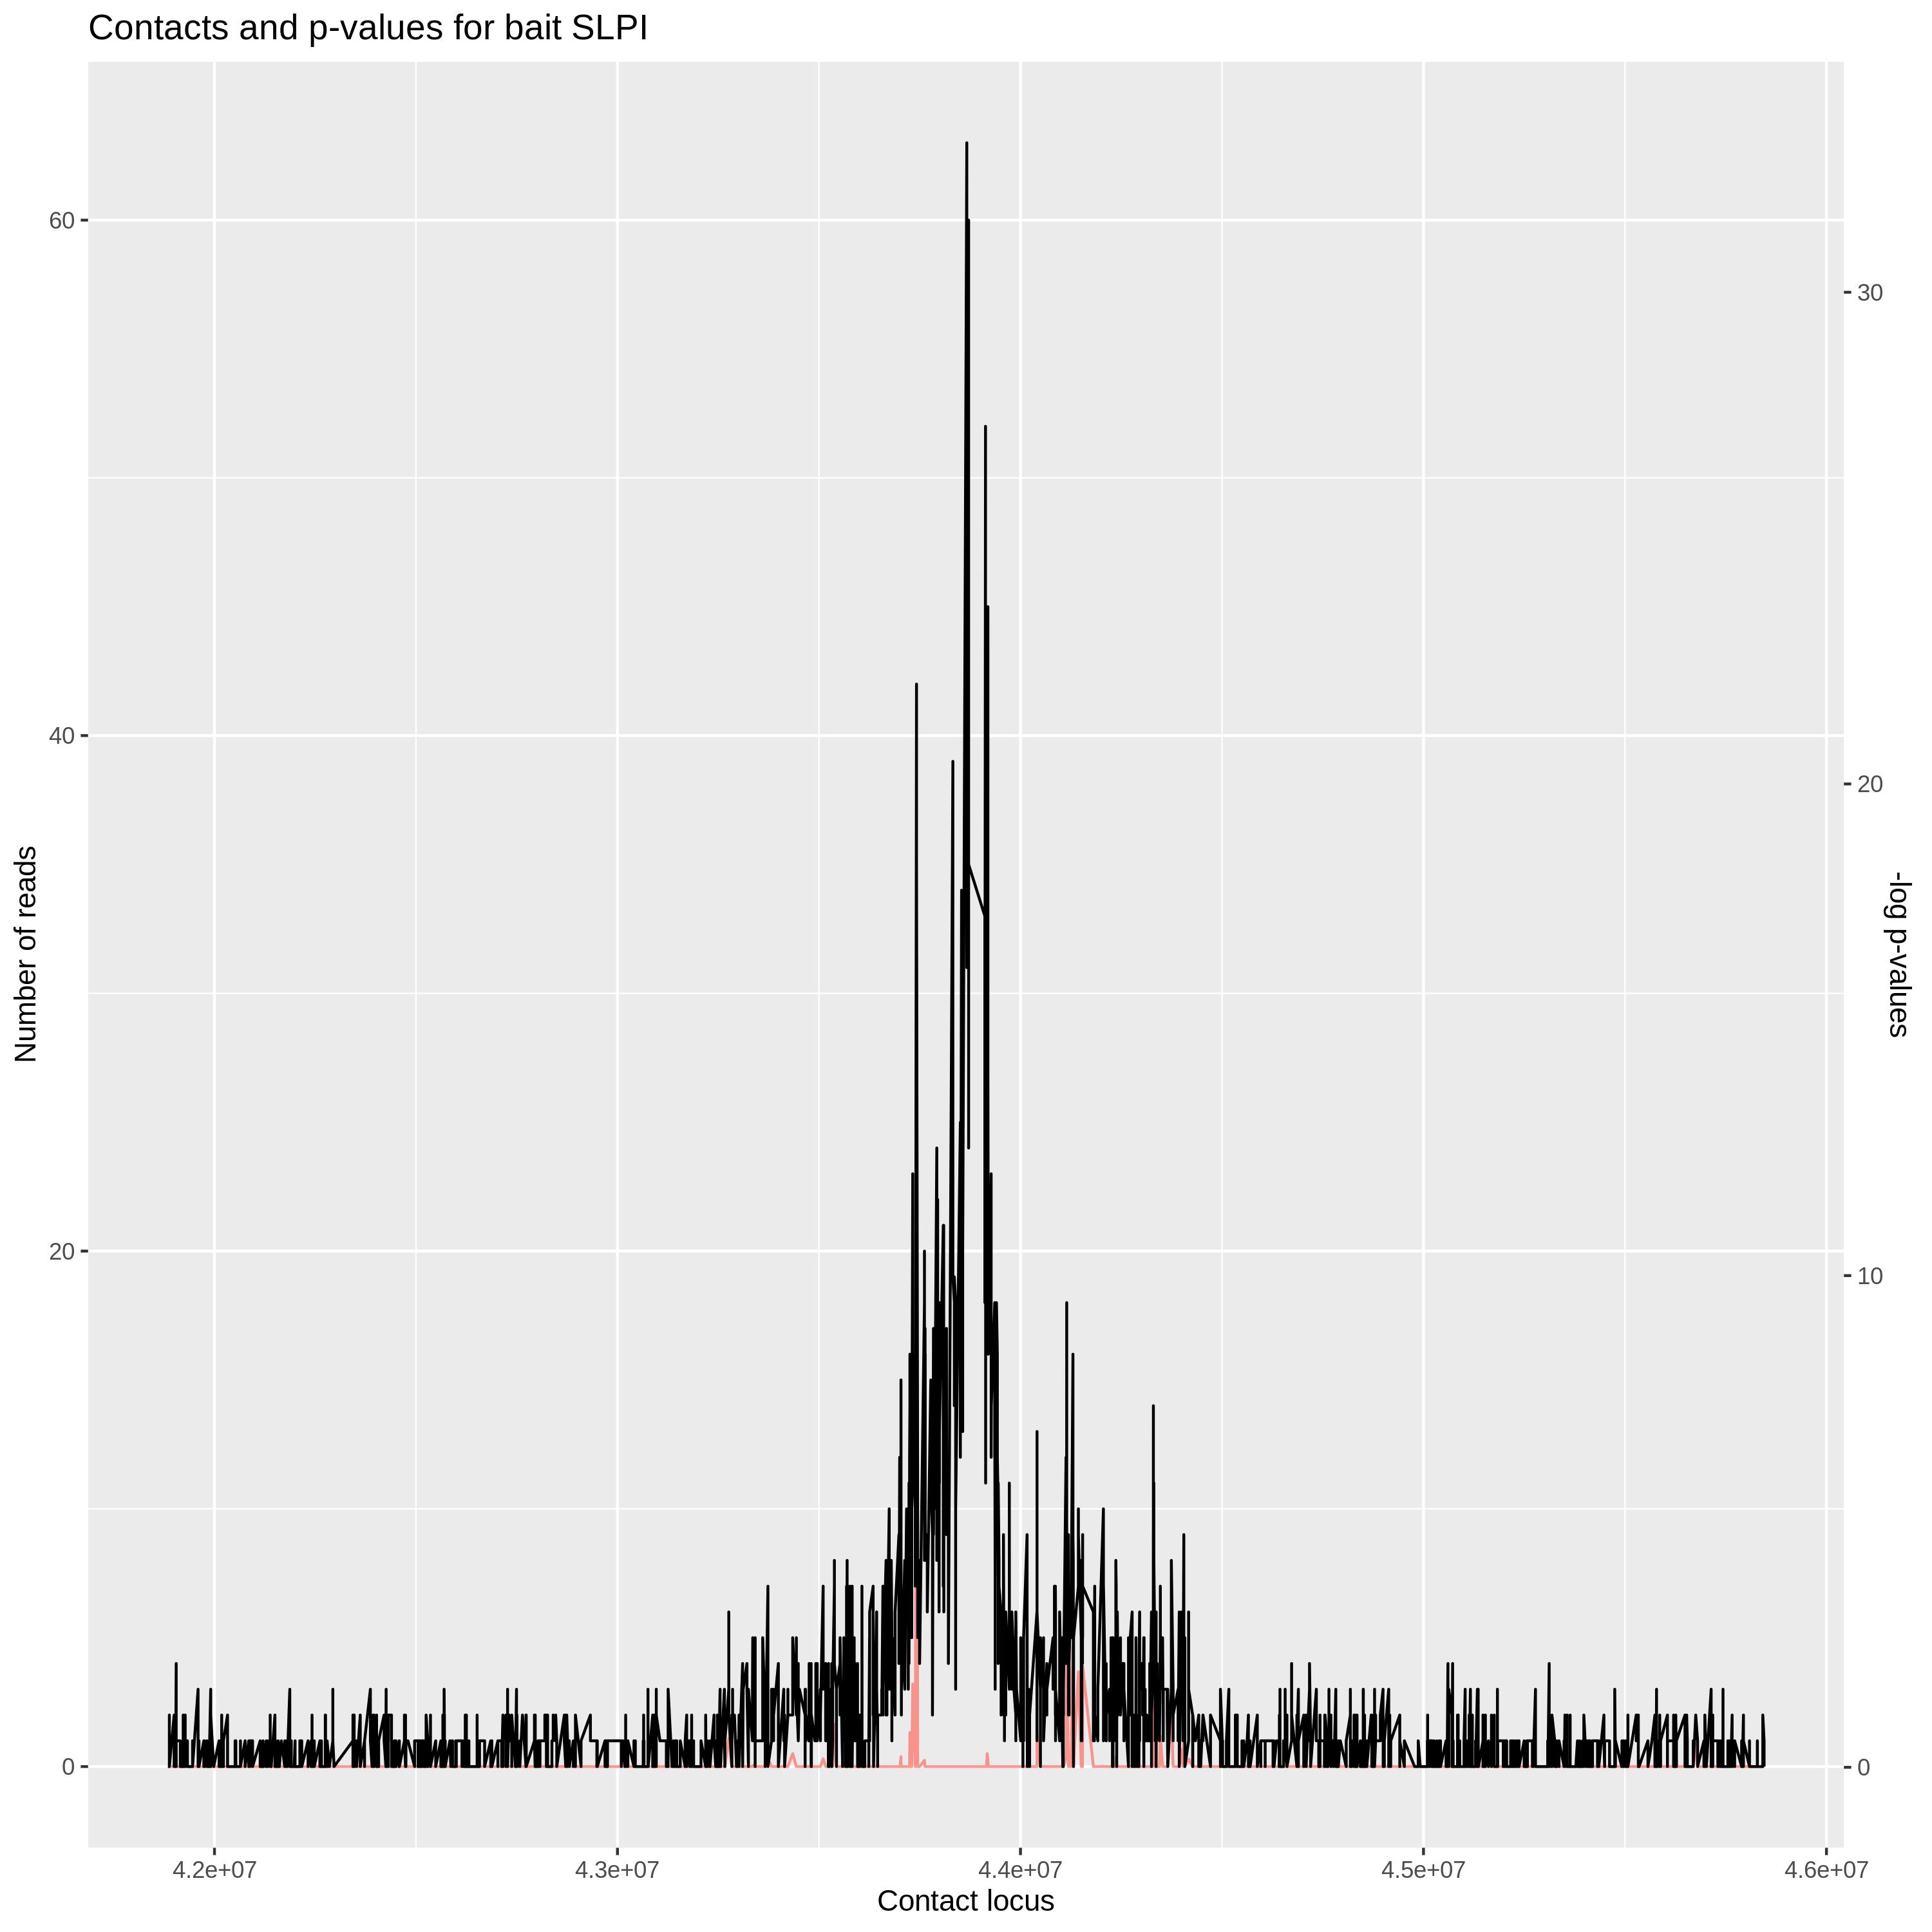 Contacts and p-values for bait SLPI
60
40
20
0
30
20
10
0
Number of reads
-log p-values
4.2e+07
4.3e+07
4.4e+07
4.5e+07
4.6e+07
Contact locus